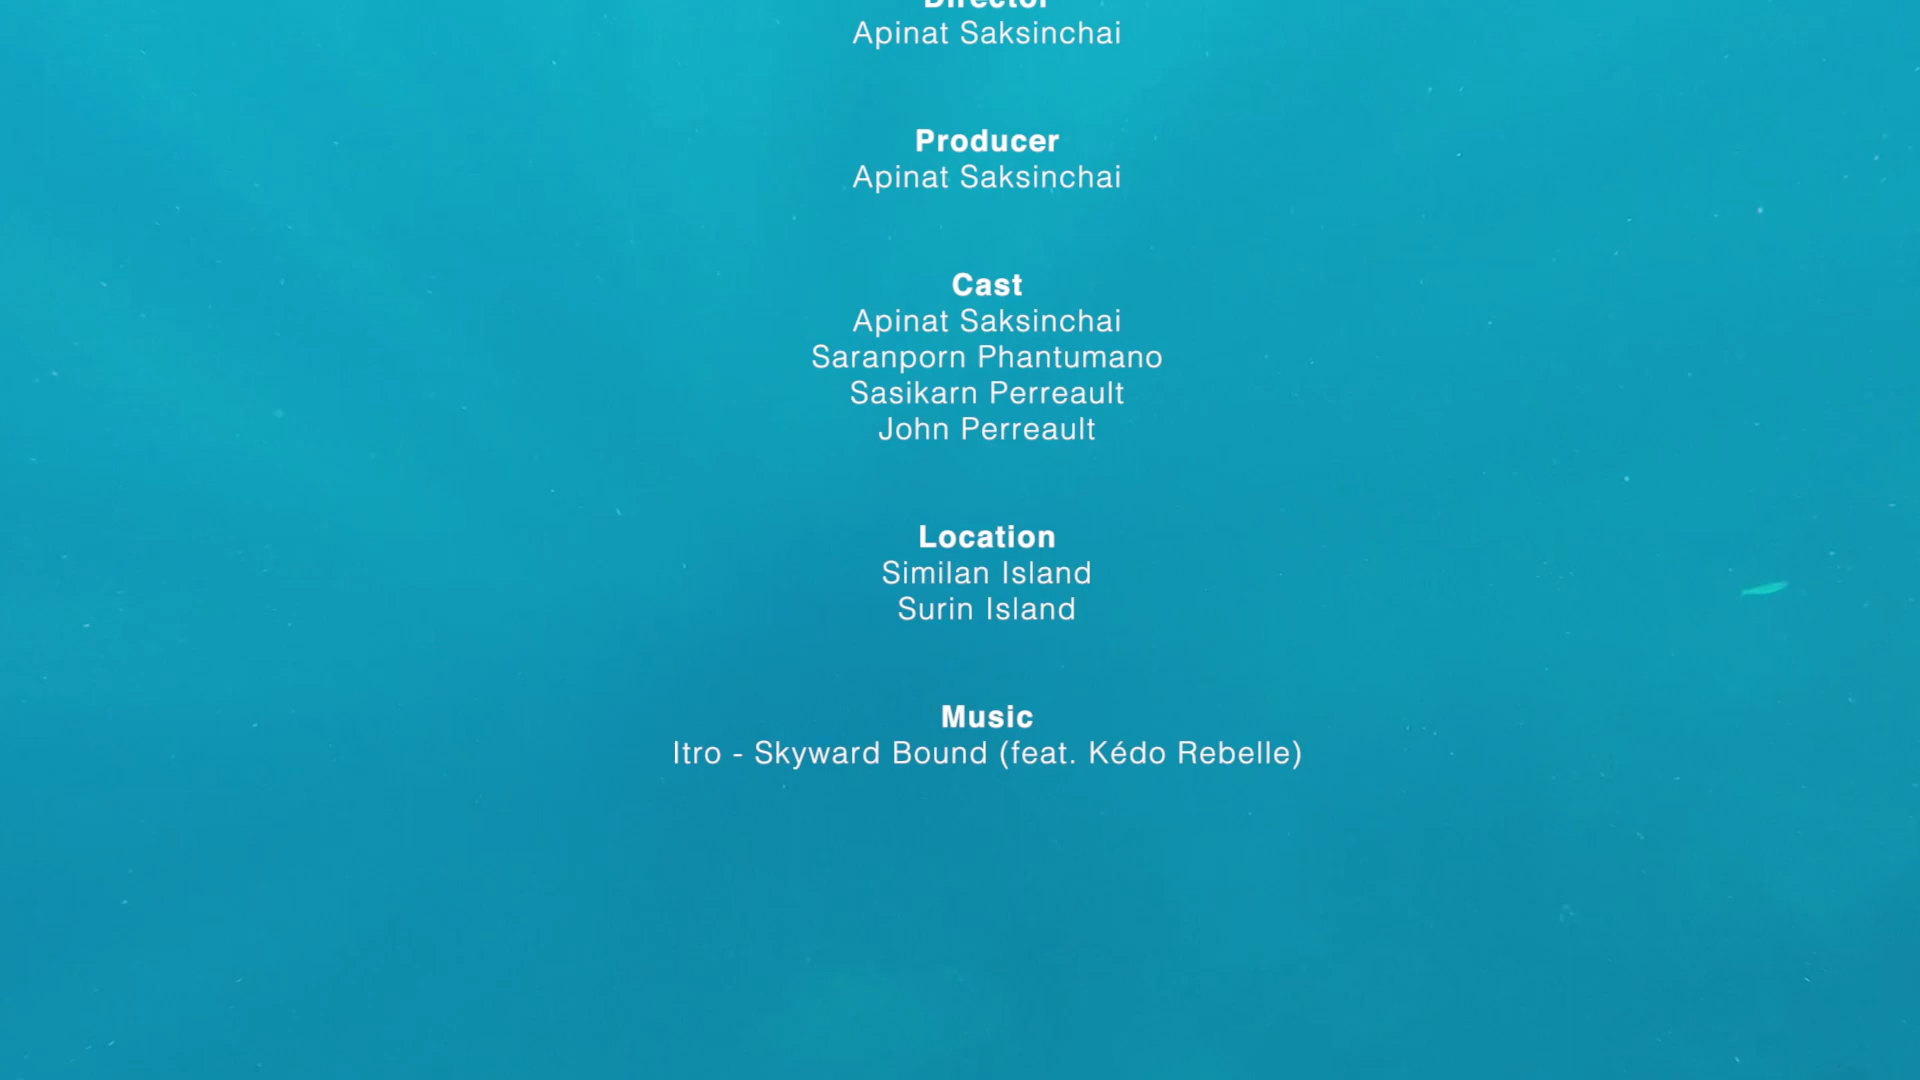 Director
Apinat Saksinchai
Producer
Apinat Saksinchai
Cast
Apinat Saksinchai
Saranporn Phantumano
Sasikarn Perreault
John Perreault
Location
Similan Island
Surin Island
Music
Itro - Skyward Bound (feat. Kédo Rebelle)